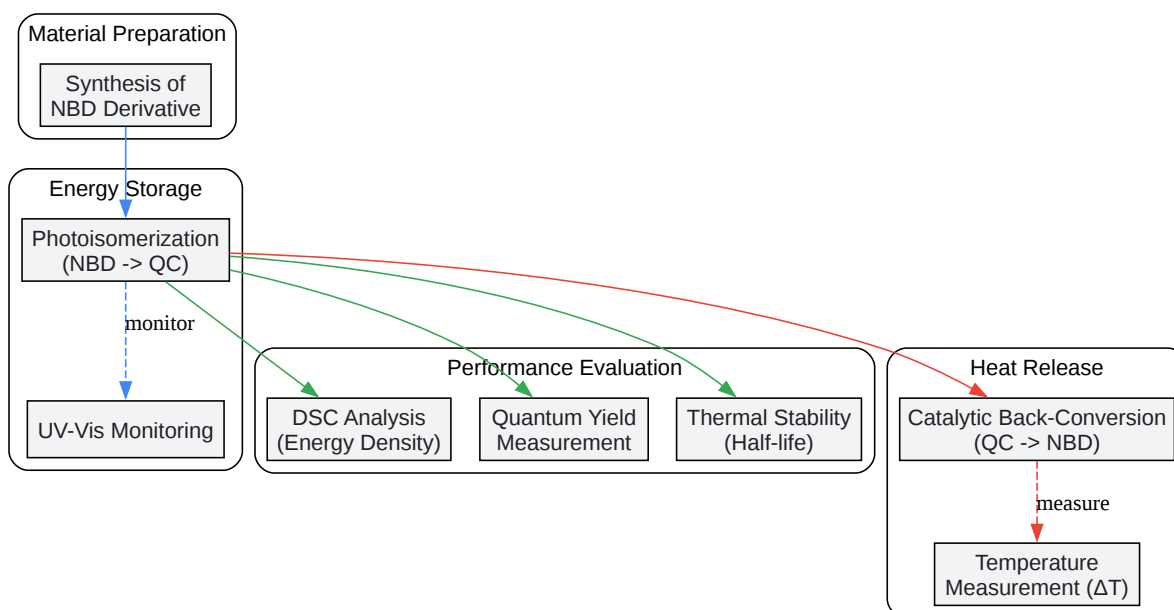 Material Preparation
Synthesis of
NBD Derivative
Energy Storage
Photoisomerization
(NBD -> QC)
monitor
UV-Vis Monitoring
Performance Evaluation
DSC Analysis
(Energy Density)
Quantum Yield
Measurement
Thermal Stability
(Half-life)
Heat Release
Catalytic Back-Conversion
(QC -> NBD)
measure
Temperature
Measurement (ΔT)